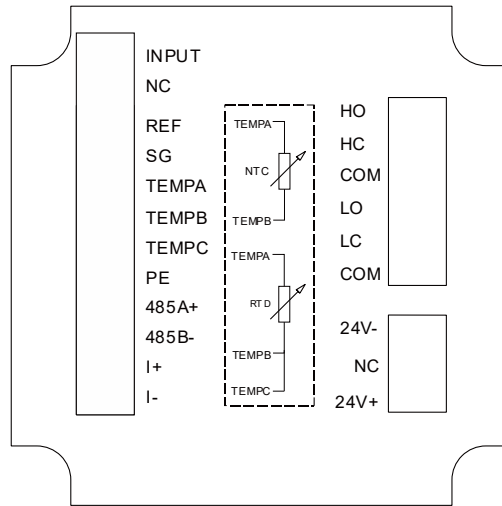 INPUT
NC
REF
SG
TEMPA
TEMPB
TEMPC
PE
485A+
485B-
I+
I-
TEMPA
NTC
TEMPB
TEMPA
RTD
TEMPB
TEMPC
HO
HC
COM
LO
LC
COM
24V-
NC
24V+